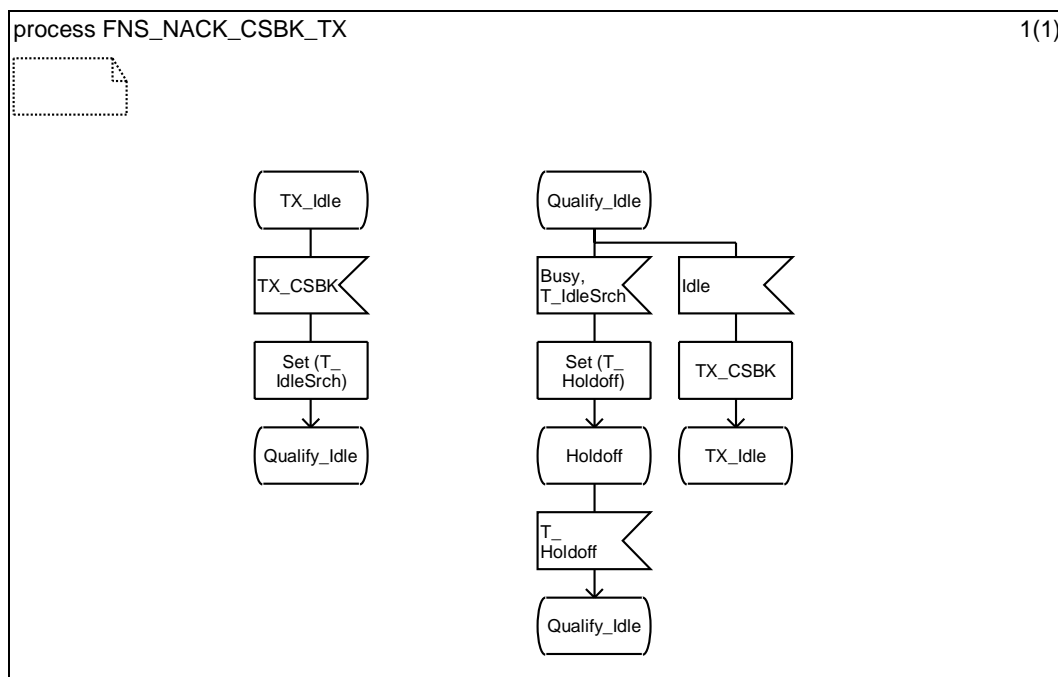 process FNS_NACK_CSBK_TX
1(1)
TX_Idle
TX_CSBK
Set (T_
IdleSrch)
Qualify_Idle
Qualify_Idle
Busy,
T_IdleSrch
Set (T_
Holdoff)
Holdoff
T_
Holdoff
Qualify_Idle
Idle
TX_CSBK
TX_Idle